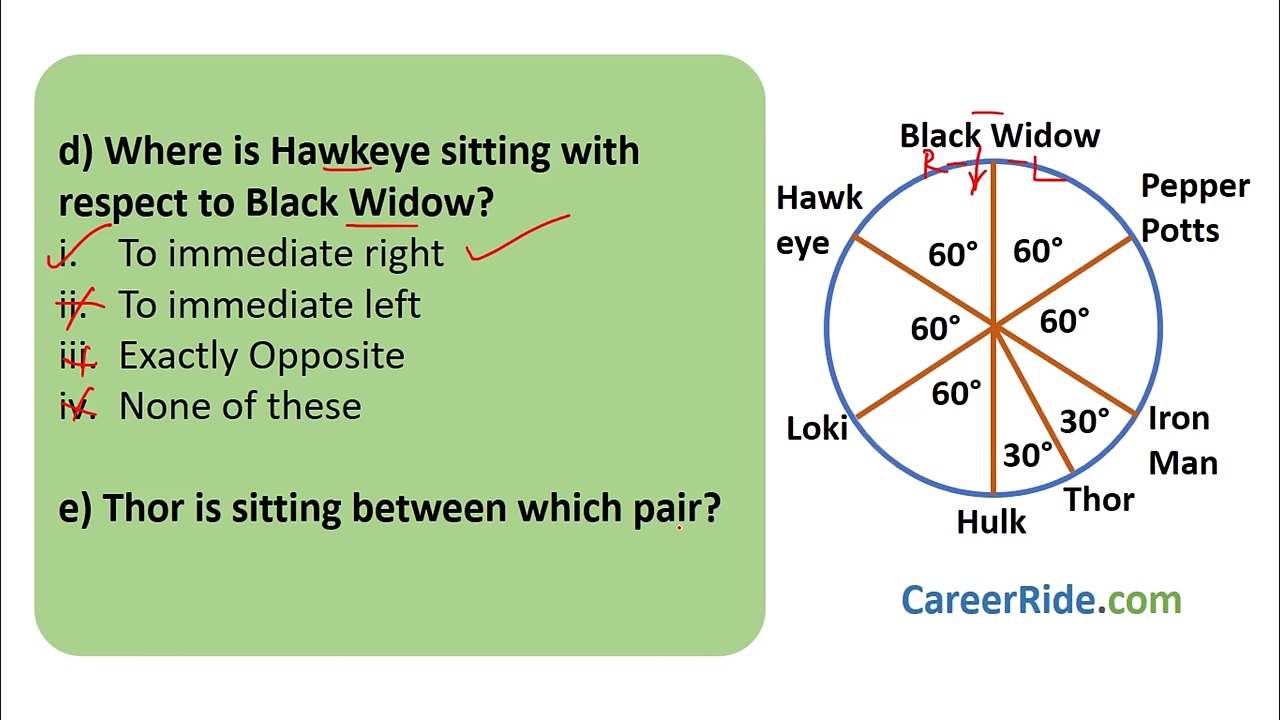 d) Where is Hawkeye sitting with
respect to Black Widow?
i. To immediate right
ii. To immediate left
iii. Exactly Opposite
iv. None of these
e) Thor is sitting between which pair?
Black Widow
R
L
Hawk
eye
Pepper
Potts
60°
60°
60°
60°
60°
30°
30°
Loki
Iron
Man
Thor
Hulk
CareerRide.com